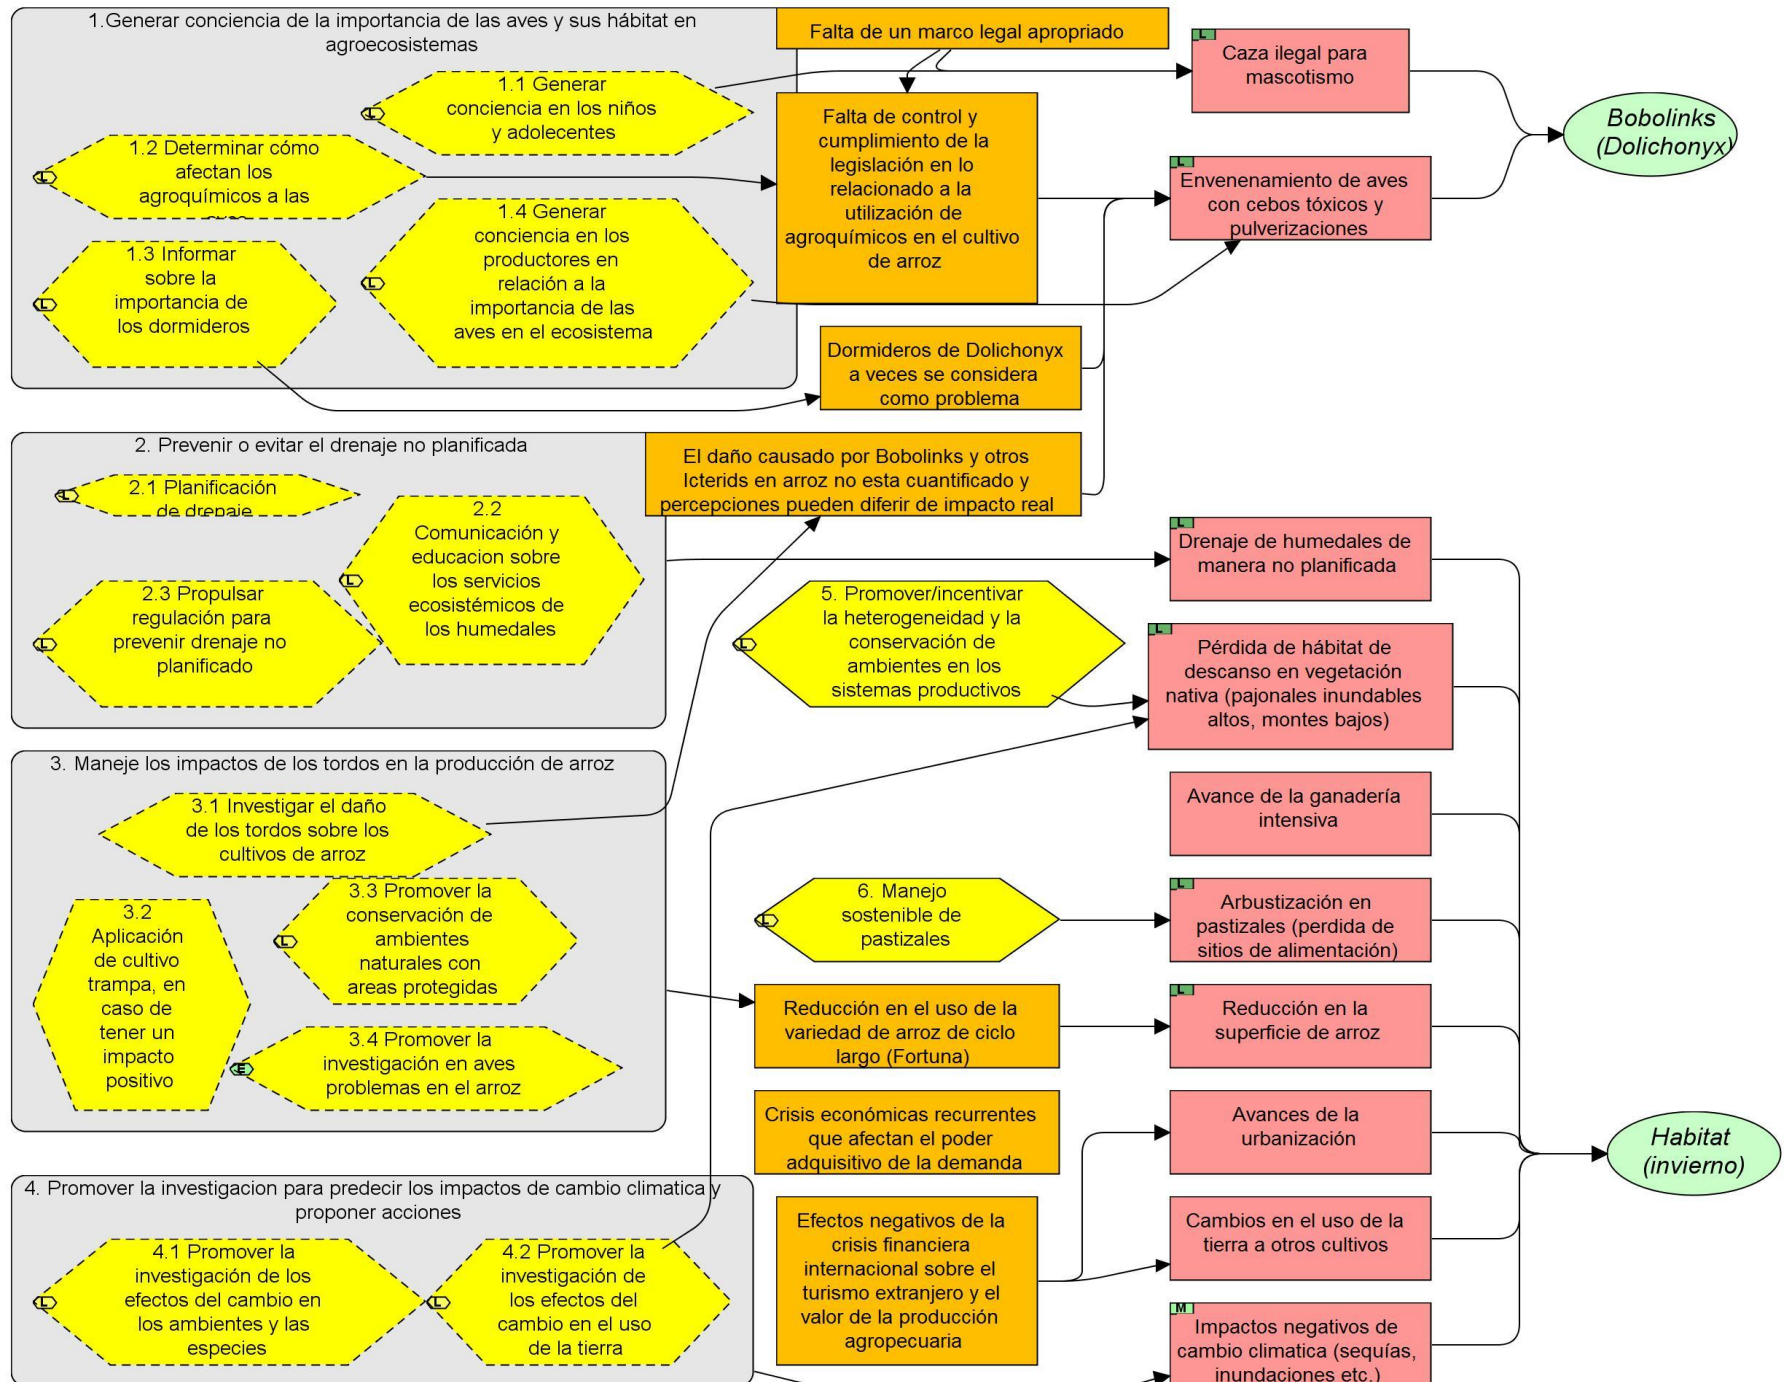 1.Generar conciencia de la importancia de las aves y sus hábitat en
agroecosistemas
1.1 Generar
conciencia en los niños
y adolecentes
L
1.2 Determinar cómo
afectan los
agroquímicos a las
L
1.3 Informar
sobre la
importancia de
los dormideros
L
1.4 Generar
conciencia en los
productores en
relación a la
importancia de las
aves en el ecosistema
L
Falta de un marco legal apropiado
Falta de control y
cumplimiento de la
legislación en lo
relacionado a la
utilización de
agroquímicos en el cultivo
de arroz
Dormideros de Dolichonyx
a veces se considera
como problema
L
Caza ilegal para
mascotismo
L
Envenenamiento de aves
con cebos tóxicos y
pulverizaciones
Bobolinks
(Dolichonyx)
2. Prevenir o evitar el drenaje no planificada
2.1 Planificación
de drenaje
L
2.2
Comunicación y
educacion sobre
los servicios
ecosistémicos de
los humedales
L
2.3 Propulsar
regulación para
prevenir drenaje no
planificado
L
El daño causado por Bobolinks y otros
Icterids en arroz no esta cuantificado y
percepciones pueden diferir de impacto real
5. Promover/incentivar
la heterogeneidad y la
conservación de
ambientes en los
sistemas productivos
L
L
Drenaje de humedales de
manera no planificada
L
Pérdida de hábitat de
descanso en vegetación
nativa (pajonales inundables
altos, montes bajos)
3. Maneje los impactos de los tordos en la producción de arroz
3.1 Investigar el daño
de los tordos sobre los
cultivos de arroz
3.2
Aplicación
de cultivo
trampa, en
caso de
tener un
impacto
positivo
3.3 Promover la
conservación de
ambientes
naturales con
areas protegidas
L
3.4 Promover la
investigación en aves
problemas en el arroz
E
6. Manejo
sostenible de
pastizales
L
Reducción en el uso de la
variedad de arroz de ciclo
largo (Fortuna)
Crisis económicas recurrentes
que afectan el poder
adquisitivo de la demanda
Avance de la ganadería
intensiva
L
Arbustización en
pastizales (perdida de
sitios de alimentación)
L
Reducción en la
superficie de arroz
Avances de la
urbanización
Habitat
(invierno)
4. Promover la investigacion para predecir los impactos de cambio climatica y
proponer acciones
4.1 Promover la
investigación de los
efectos del cambio en
los ambientes y las
especies
L
4.2 Promover la
investigación de
los efectos del
cambio en el uso
de la tierra
L
Efectos negativos de la
crisis financiera
internacional sobre el
turismo extranjero y el
valor de la producción
agropecuaria
Cambios en el uso de la
tierra a otros cultivos
M
Impactos negativos de
cambio climatica (sequías,
inundaciones etc.)